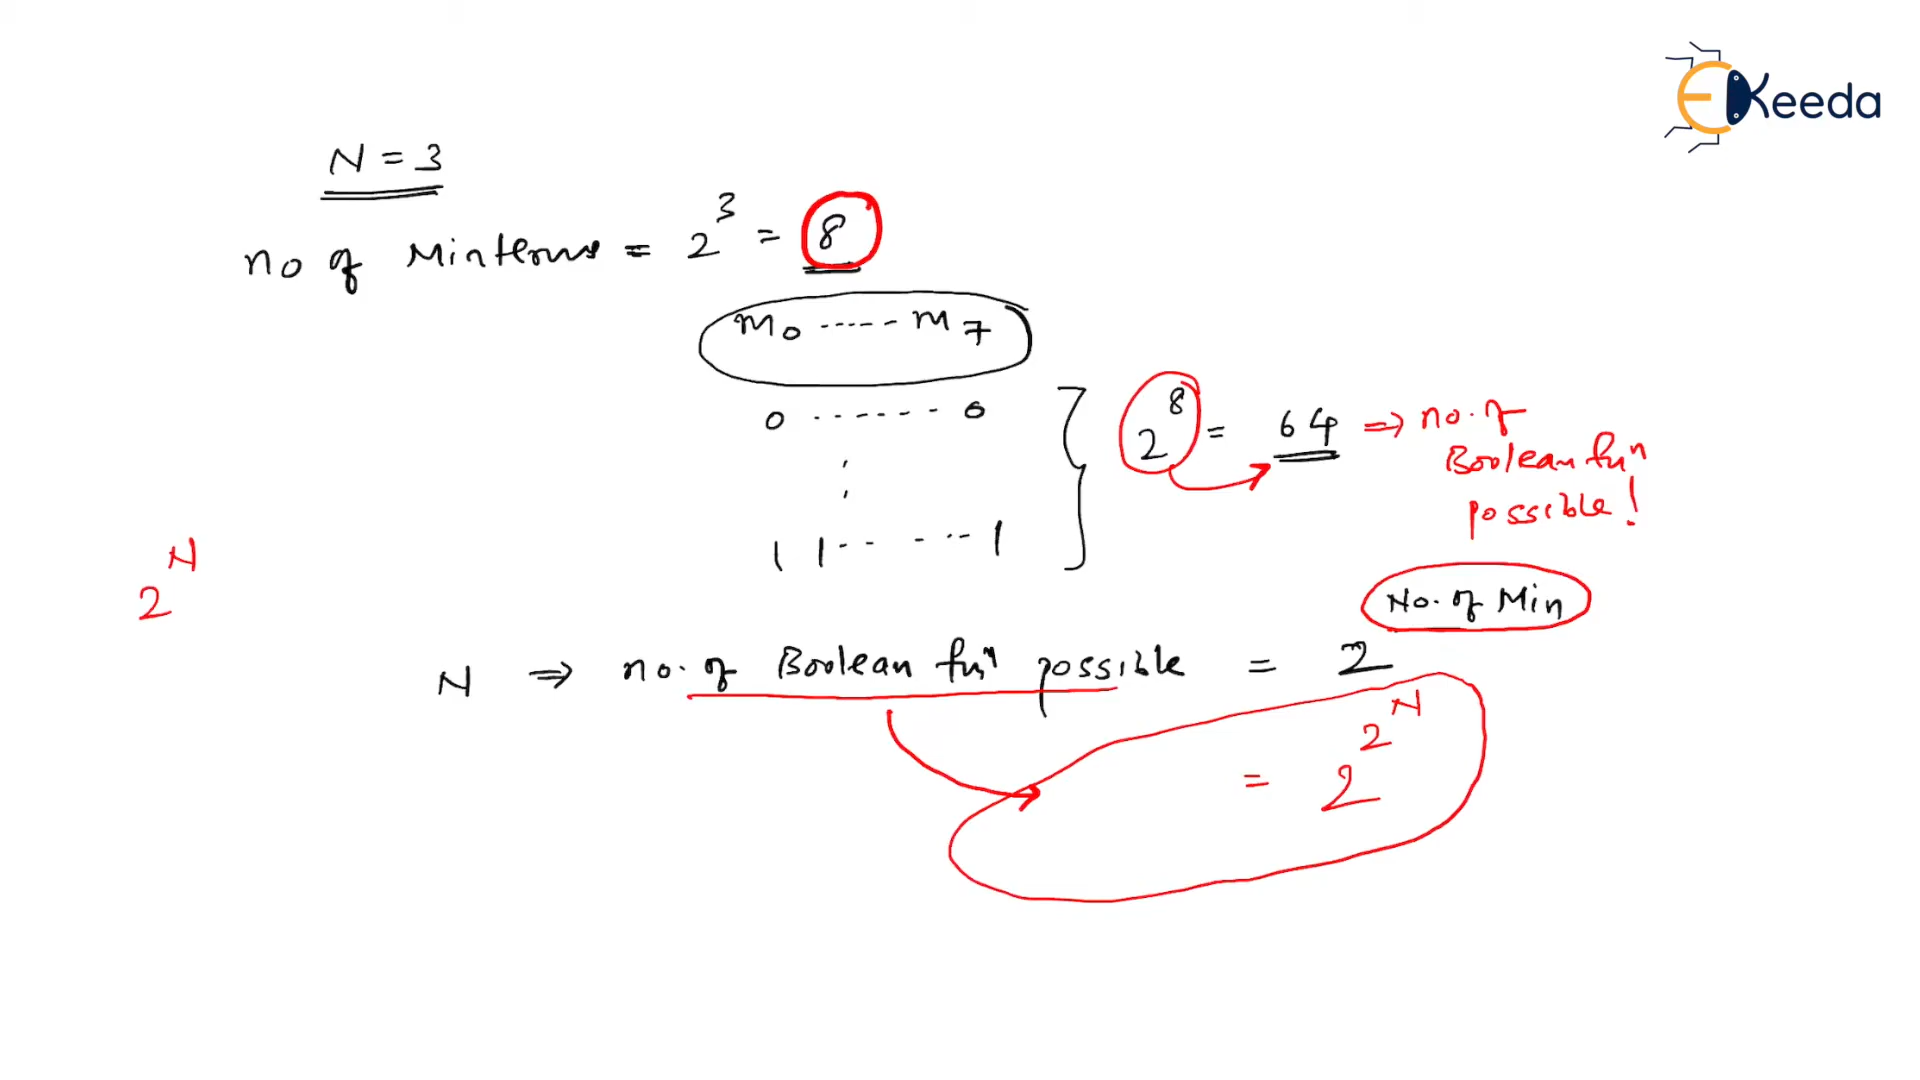 EKeeda
N = 3
no of Minterms = 2^3 = 8
m0 ------ m7
0 ------- 0
1 1 -- --- 1
2^8 = 64 => no. of
Boolean fun
possible!
2^N
N => no. of Boolean fun possible = 2^No. of Min
= 2^2^N